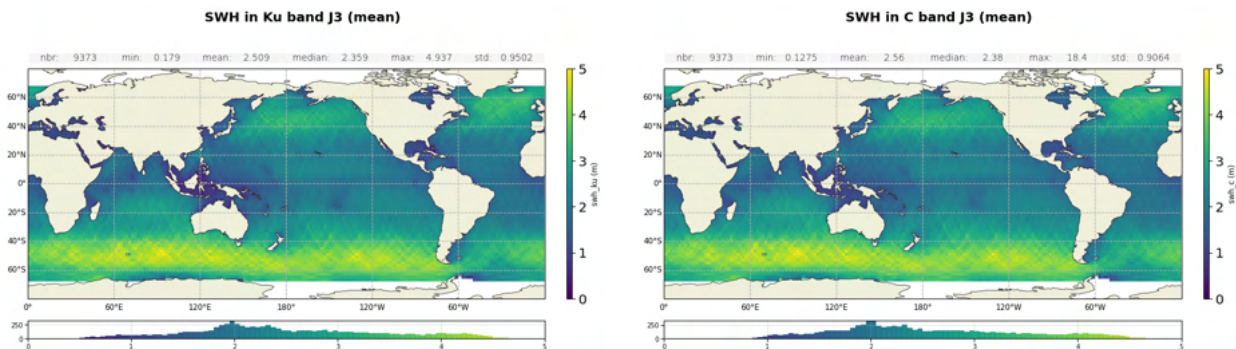 SWH in Ku band J3 (mean)
nbr: 9373 min: 0.179 mean: 2.509 median: 2.359 max: 4.937 std: 0.9502
60°N
40°N
20°N
0°
20°S
40°S
60°S
0° 60°E 120°E 180° 120°W 60°W
5
4
3
2
1
0
swh_ku (m)
250
0
0 1 2 3 4 5
SWH in C band J3 (mean)
nbr: 9373 min: 0.1275 mean: 2.56 median: 2.38 max: 18.4 std: 0.9064
60°N
40°N
20°N
0°
20°S
40°S
60°S
0° 60°E 120°E 180° 120°W 60°W
5
4
3
2
1
0
swh_c (m)
250
0
0 1 2 3 4 5